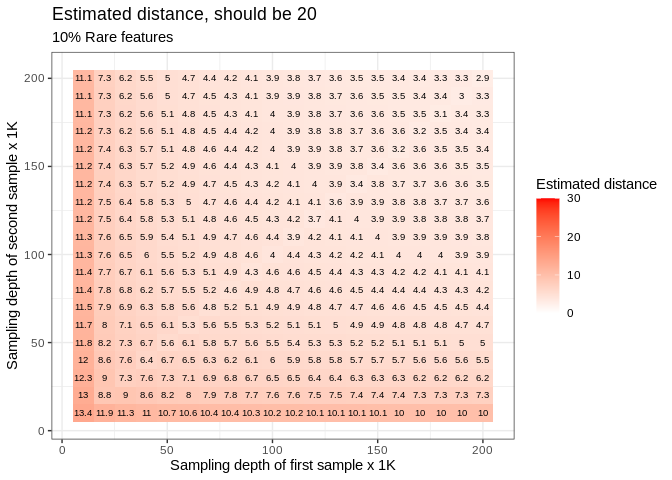 Estimated distance, should be 20
10% Rare features
200
150
100
50
0
Sampling depth of second sample x 1K
11.1 7.3 6.2 5.5 5 4.7 4.4 4.2 4.1 3.9 3.8 3.7 3.6 3.5 3.5 3.4 3.4 3.3 3.3 2.9
11.1 7.3 6.2 5.6 5 4.7 4.5 4.3 4.1 3.9 3.9 3.8 3.7 3.6 3.5 3.5 3.4 3.4 3 3.3
11.1 7.3 6.2 5.6 5.1 4.8 4.5 4.3 4.1 4 3.9 3.8 3.7 3.6 3.6 3.5 3.5 3.1 3.4 3.3
11.2 7.3 6.2 5.6 5.1 4.8 4.5 4.4 4.2 4 3.9 3.8 3.8 3.7 3.6 3.6 3.2 3.5 3.4 3.4
11.2 7.4 6.3 5.7 5.1 4.8 4.6 4.4 4.2 4 3.9 3.9 3.8 3.7 3.6 3.2 3.6 3.5 3.4 3.4
11.2 7.4 6.3 5.7 5.2 4.9 4.6 4.4 4.3 4.1 4 3.9 3.9 3.8 3.4 3.6 3.6 3.6 3.5 3.5
11.2 7.4 6.3 5.7 5.2 4.9 4.7 4.5 4.3 4.2 4.1 4 3.9 3.4 3.8 3.7 3.7 3.6 3.6 3.5
11.2 7.5 6.4 5.8 5.3 5 4.7 4.6 4.4 4.2 4.1 4.1 3.6 3.9 3.9 3.8 3.8 3.7 3.7 3.6
11.2 7.5 6.4 5.8 5.3 5.1 4.8 4.6 4.5 4.3 4.2 3.7 4.1 4 3.9 3.9 3.8 3.8 3.8 3.7
11.3 7.6 6.5 5.9 5.4 5.1 4.9 4.7 4.6 4.4 3.9 4.2 4.1 4.1 4 3.9 3.9 3.9 3.9 3.8
11.3 7.6 6.5 6 5.5 5.2 4.9 4.8 4.6 4 4.4 4.3 4.2 4.2 4.1 4 4 4 3.9 3.9
11.4 7.7 6.7 6.1 5.6 5.3 5.1 4.9 4.3 4.6 4.6 4.5 4.4 4.3 4.3 4.2 4.2 4.1 4.1 4.1
11.4 7.8 6.8 6.2 5.7 5.5 5.2 4.6 4.9 4.8 4.7 4.6 4.6 4.5 4.4 4.4 4.4 4.3 4.3 4.2
11.5 7.9 6.9 6.3 5.8 5.6 4.8 5.2 5.1 4.9 4.9 4.8 4.7 4.7 4.6 4.6 4.5 4.5 4.5 4.4
11.7 8 7.1 6.5 6.1 5.3 5.6 5.5 5.3 5.2 5.1 5.1 5 4.9 4.9 4.8 4.8 4.8 4.7 4.7
11.8 8.2 7.3 6.7 5.6 6.1 5.8 5.7 5.6 5.5 5.4 5.3 5.3 5.2 5.2 5.1 5.1 5.1 5 5
12 8.6 7.6 6.4 6.7 6.5 6.3 6.2 6.1 6 5.9 5.8 5.8 5.7 5.7 5.7 5.6 5.6 5.6 5.5
12.3 9 7.3 7.6 7.3 7.1 6.9 6.8 6.7 6.5 6.5 6.4 6.4 6.3 6.3 6.3 6.2 6.2 6.2 6.2
13 8.8 9 8.6 8.2 8 7.9 7.8 7.7 7.6 7.5 7.5 7.5 7.4 7.4 7.4 7.3 7.3 7.3 7.3
13.4 11.9 11.3 11 10.7 10.6 10.4 10.4 10.3 10.2 10.2 10.1 10.1 10.1 10.1 10 10 10 10 10
0 50 100 150 200
Sampling depth of first sample x 1K
Estimated distance
30
20
10
0